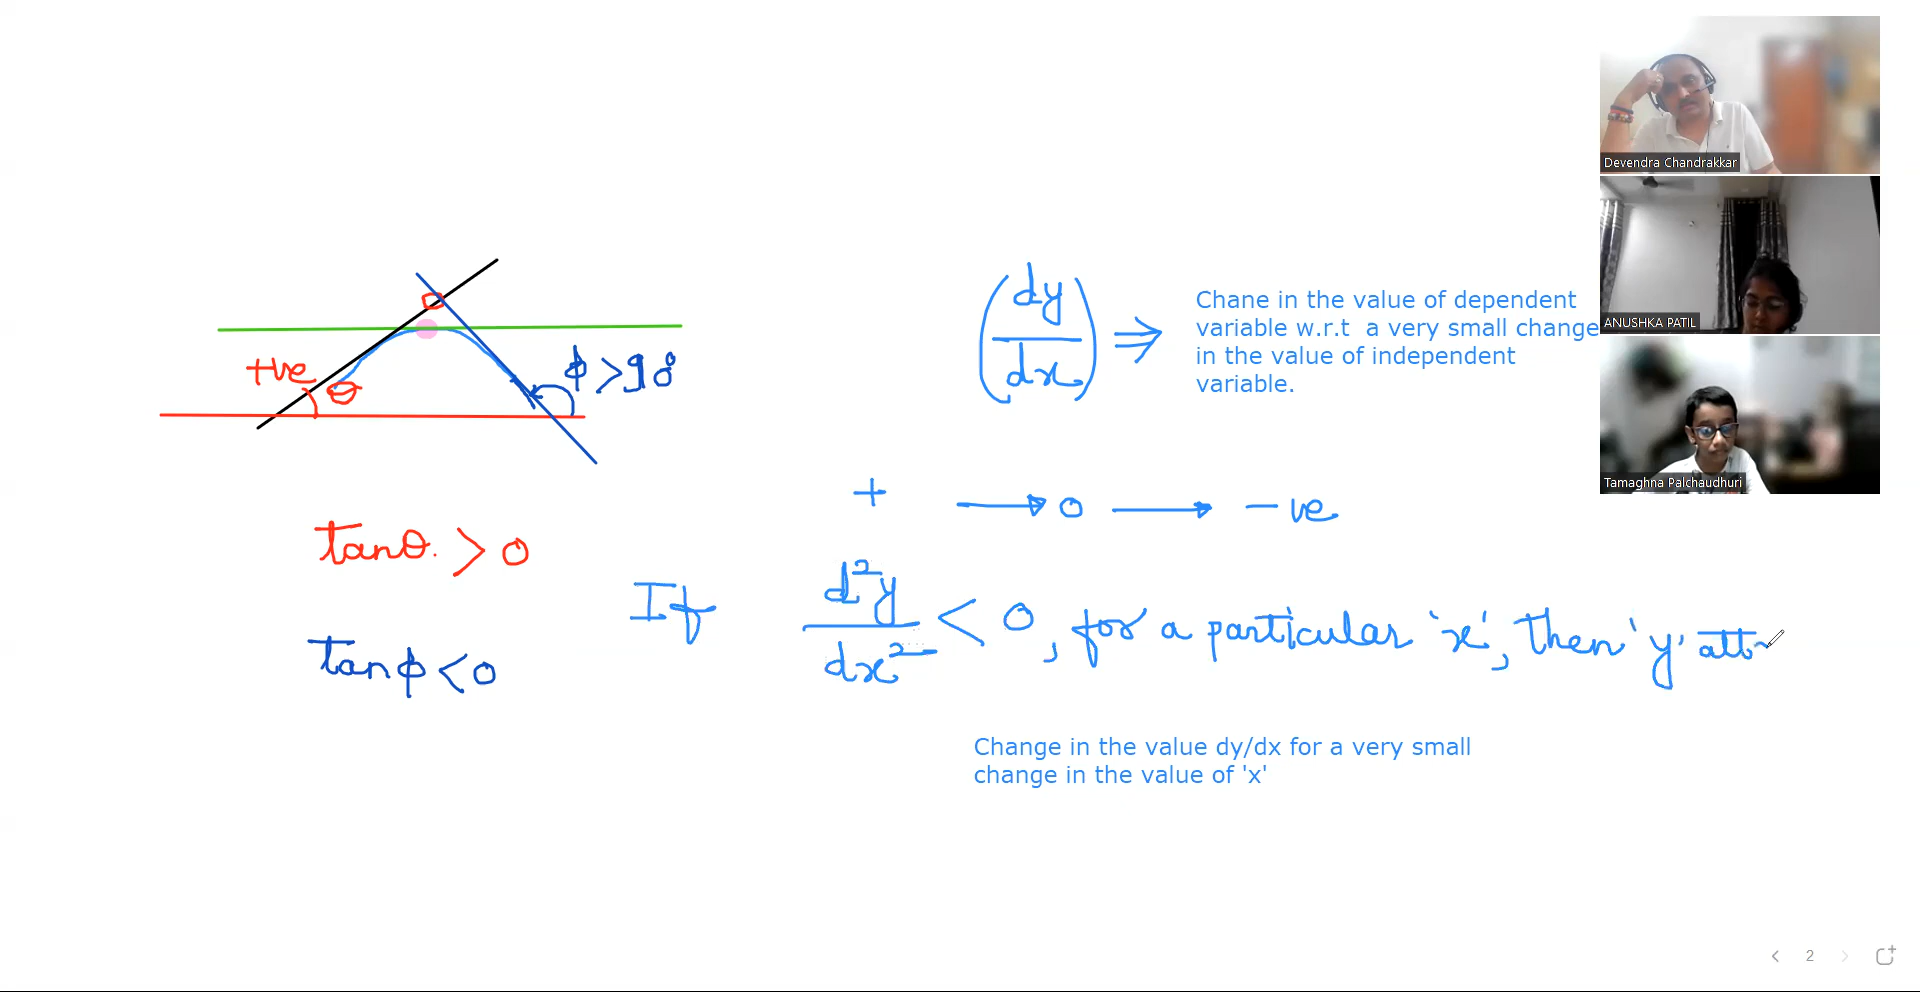 Devendra Chandrakkar
ANUSHKA PATIL
Tamaghna Palchaudhuri
0
+ve
θ
ϕ > 90°
tanθ. > 0
tanϕ < 0
(dy/dx) ⇒
Chane in the value of dependent
variable w.r.t a very small change
in the value of independent
variable.
+ → 0 → -ve
If d²y/dx² < 0, for a particular 'x', then 'y' att
Change in the value dy/dx for a very small
change in the value of 'x'
2